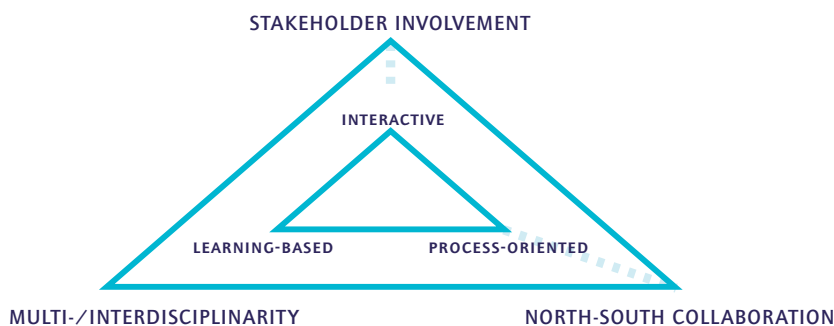 STAKEHOLDER INVOLVEMENT
INTERACTIVE
LEARNING-BASED
PROCESS-ORIENTED
MULTI-/INTERDISCIPLINARITY
NORTH-SOUTH COLLABORATION